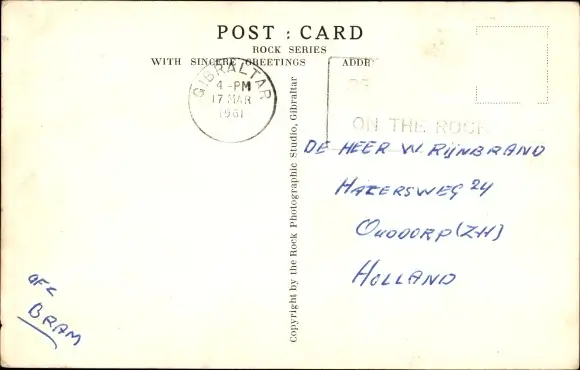 POST : CARD
ROCK SERIES
WITH SINCERE GREETINGS
ADDR
GIBRALTAR
4 - PM
17 MAR
1961
ON THE ROCK
Copyright by the Rock Photographic Studio, Gibraltar
DE HEER W. RIJNBRAND
HAZERSWEG 24
OUDDORP (ZH)
HOLLAND
BRAM